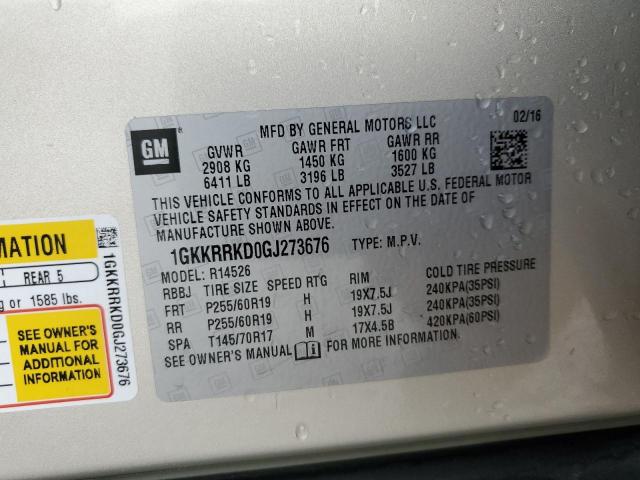 GM
MFD BY GENERAL MOTORS LLC
02/16
GVWR GAWR FRT GAWR RR
2908 KG 1450 KG 1600 KG
6411 LB 3196 LB 3527 LB
THIS VEHICLE CONFORMS TO ALL APPLICABLE U.S. FEDERAL MOTOR
VEHICLE SAFETY STANDARDS IN EFFECT ON THE DATE OF
MANUFACTURE SHOWN ABOVE.
1GKKRRKD0GJ273676 TYPE: M.P.V.
MODEL: R14526
RBBJ TIRE SIZE SPEED RTG RIM COLD TIRE PRESSURE
FRT P255/60R19 H 19X7.5J 240KPA(35PSI)
RR P255/60R19 H 19X7.5J 240KPA(35PSI)
SPA T145/70R17 M 17X4.5B 420KPA(60PSI)
SEE OWNER'S MANUAL FOR MORE INFORMATION.
REAR 5
or 1585 lbs.
SEE OWNER'S
MANUAL FOR
ADDITIONAL
INFORMATION
1GKKRRKD0GJ273676